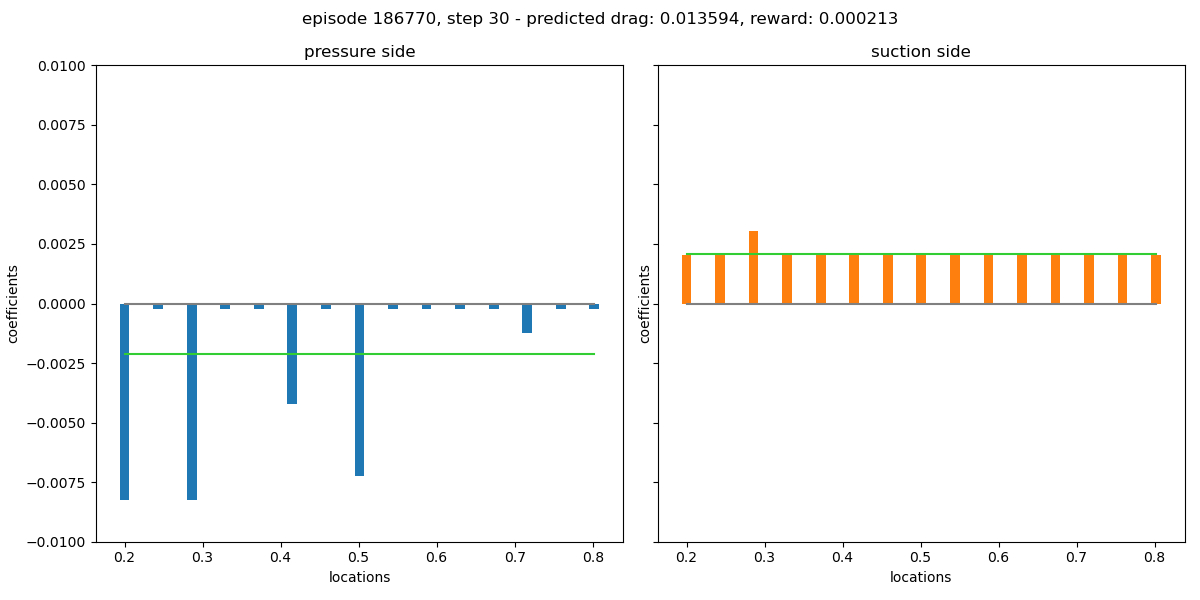 episode 186770, step 30 - predicted drag: 0.013594, reward: 0.000213
pressure side
suction side
0.0100
0.0075
0.0050
0.0025
0.0000
−0.0025
−0.0050
−0.0075
−0.0100
coefficients
coefficients
0.2 0.3 0.4 0.5 0.6 0.7 0.8
0.2 0.3 0.4 0.5 0.6 0.7 0.8
locations
locations